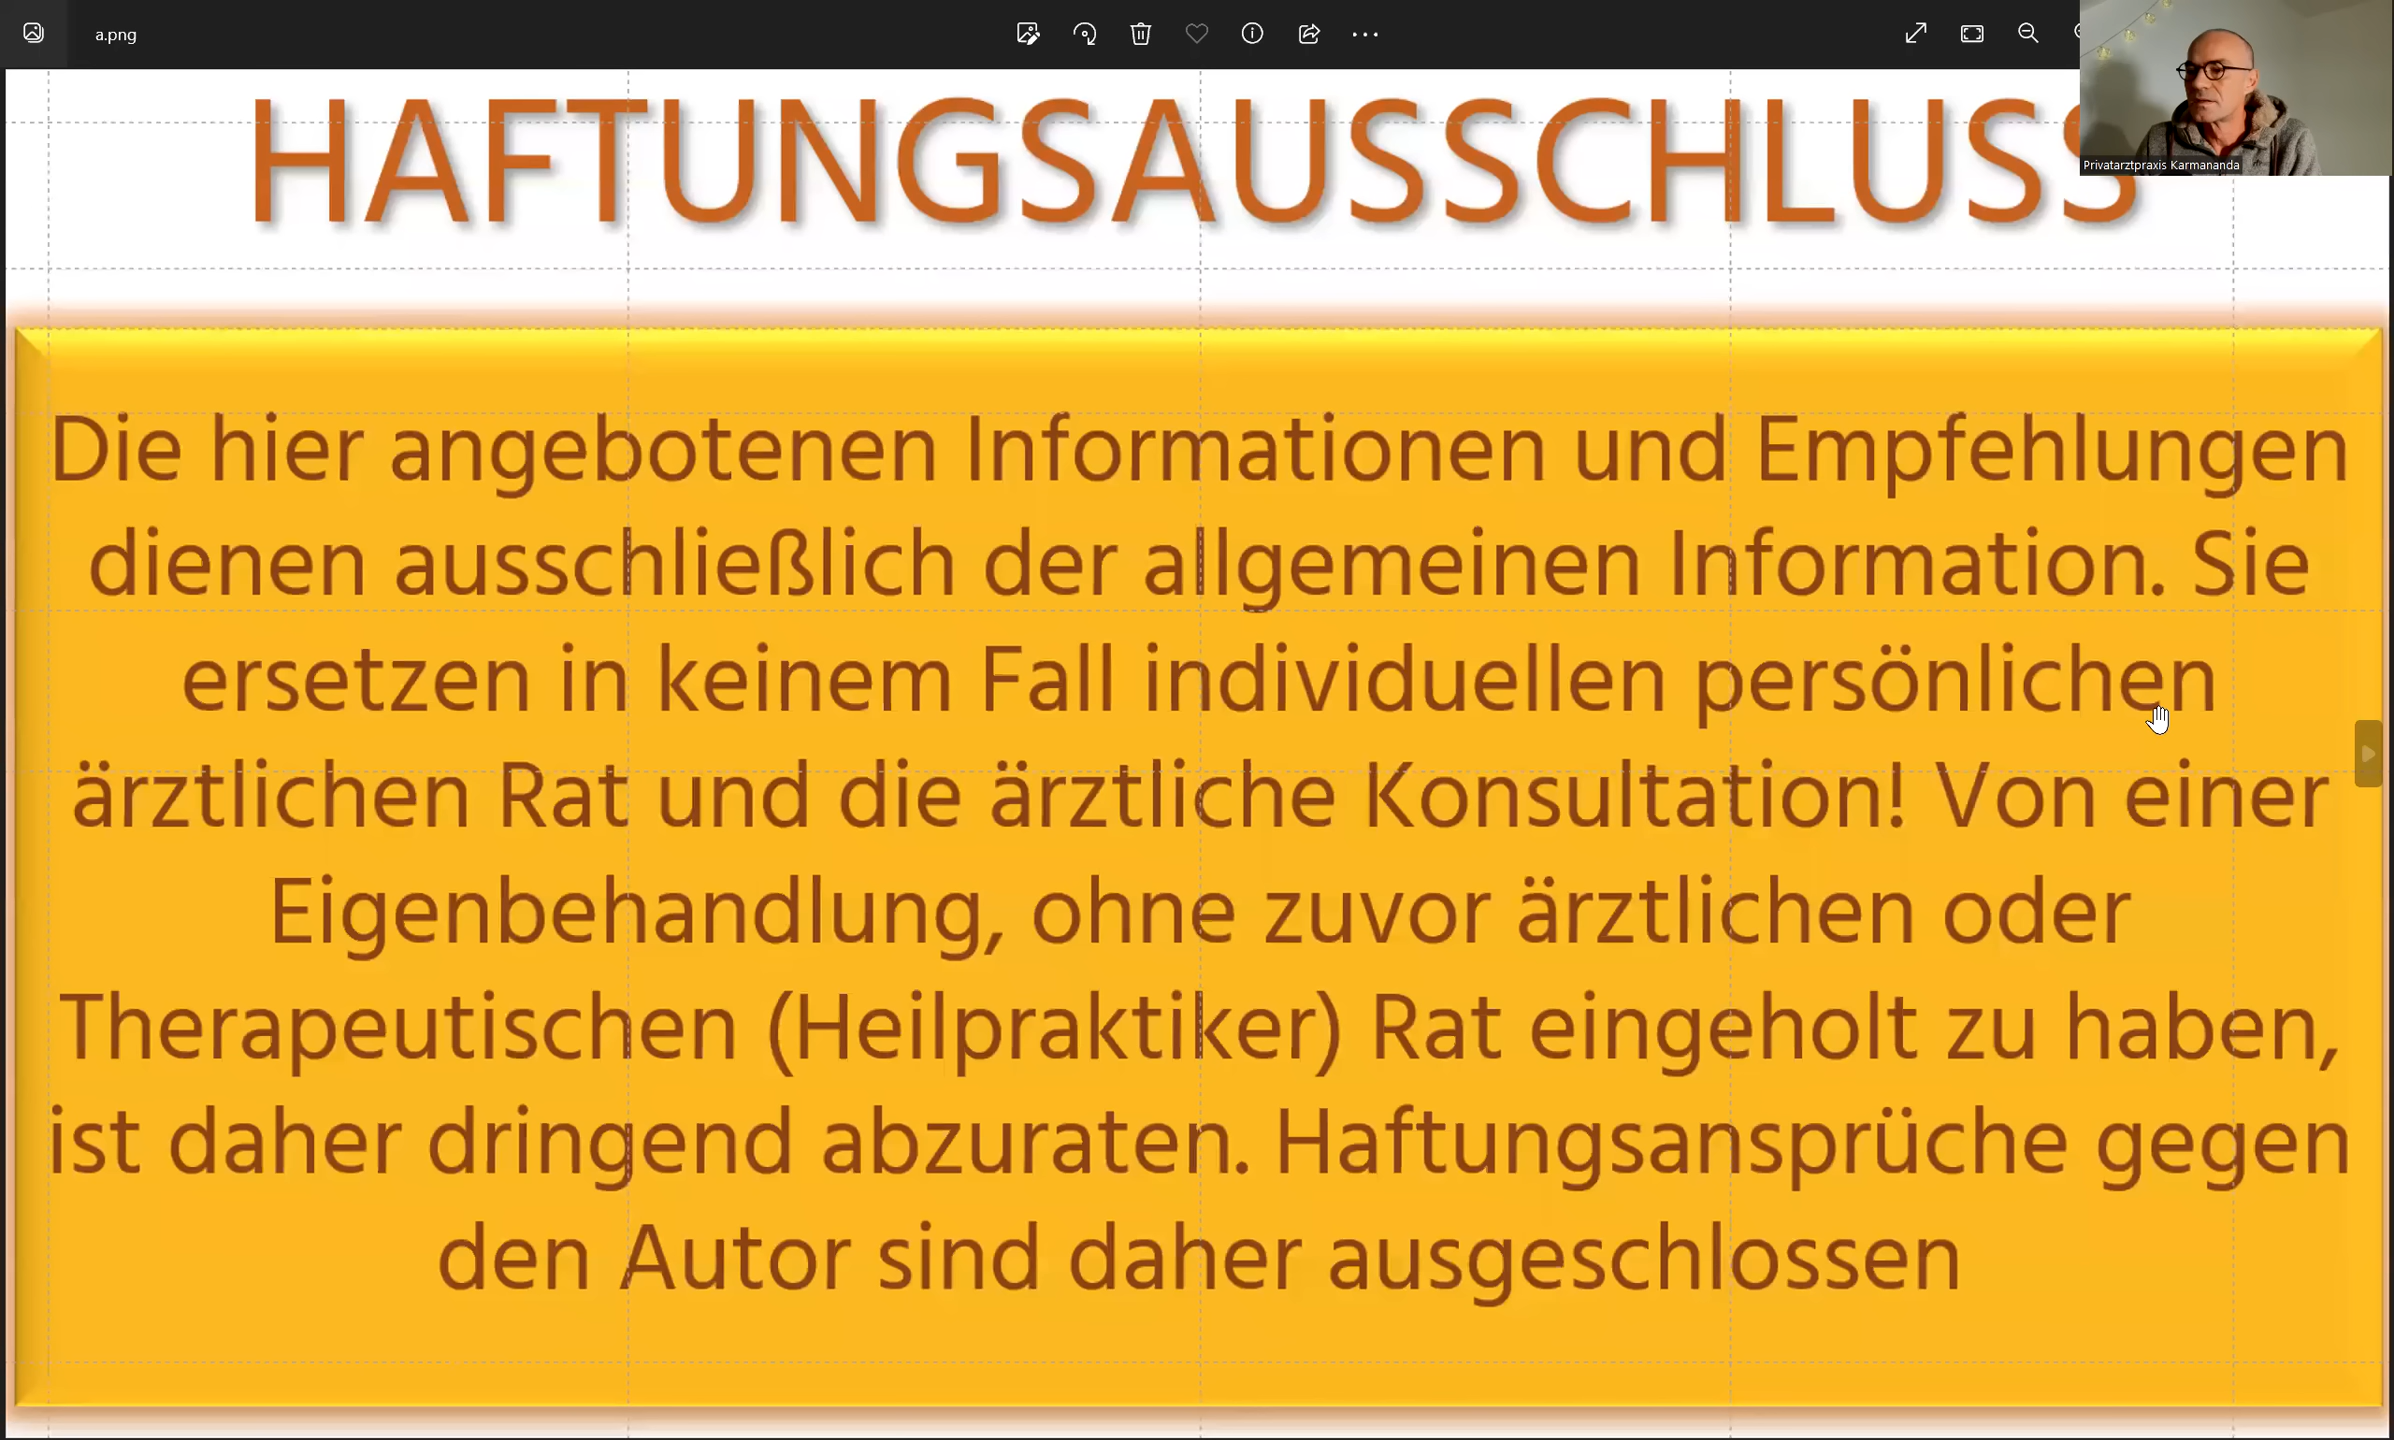 a.png
HAFTUNGSAUSSCHLUSS
Privatarztpraxis Karmananda
Die hier angebotenen Informationen und Empfehlungen
dienen ausschließlich der allgemeinen Information. Sie
ersetzen in keinem Fall individuellen persönlichen
ärztlichen Rat und die ärztliche Konsultation! Von einer
Eigenbehandlung, ohne zuvor ärztlichen oder
Therapeutischen (Heilpraktiker) Rat eingeholt zu haben,
ist daher dringend abzuraten. Haftungsansprüche gegen
den Autor sind daher ausgeschlossen